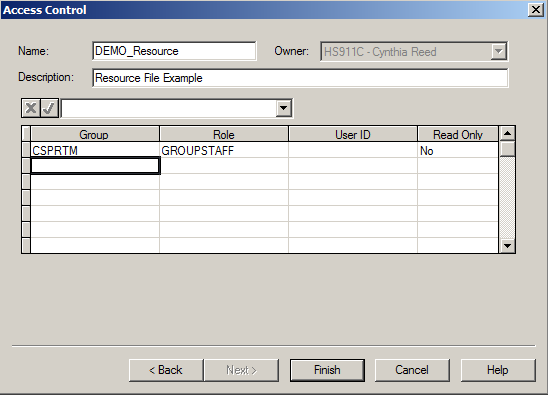 Access Control
Name: DEMO_Resource Owner: HS911C - Cynthia Reed
Description: Resource File Example
Group Role User ID Read Only
CSPRTM GROUPSTAFF No
< Back Next > Finish Cancel Help